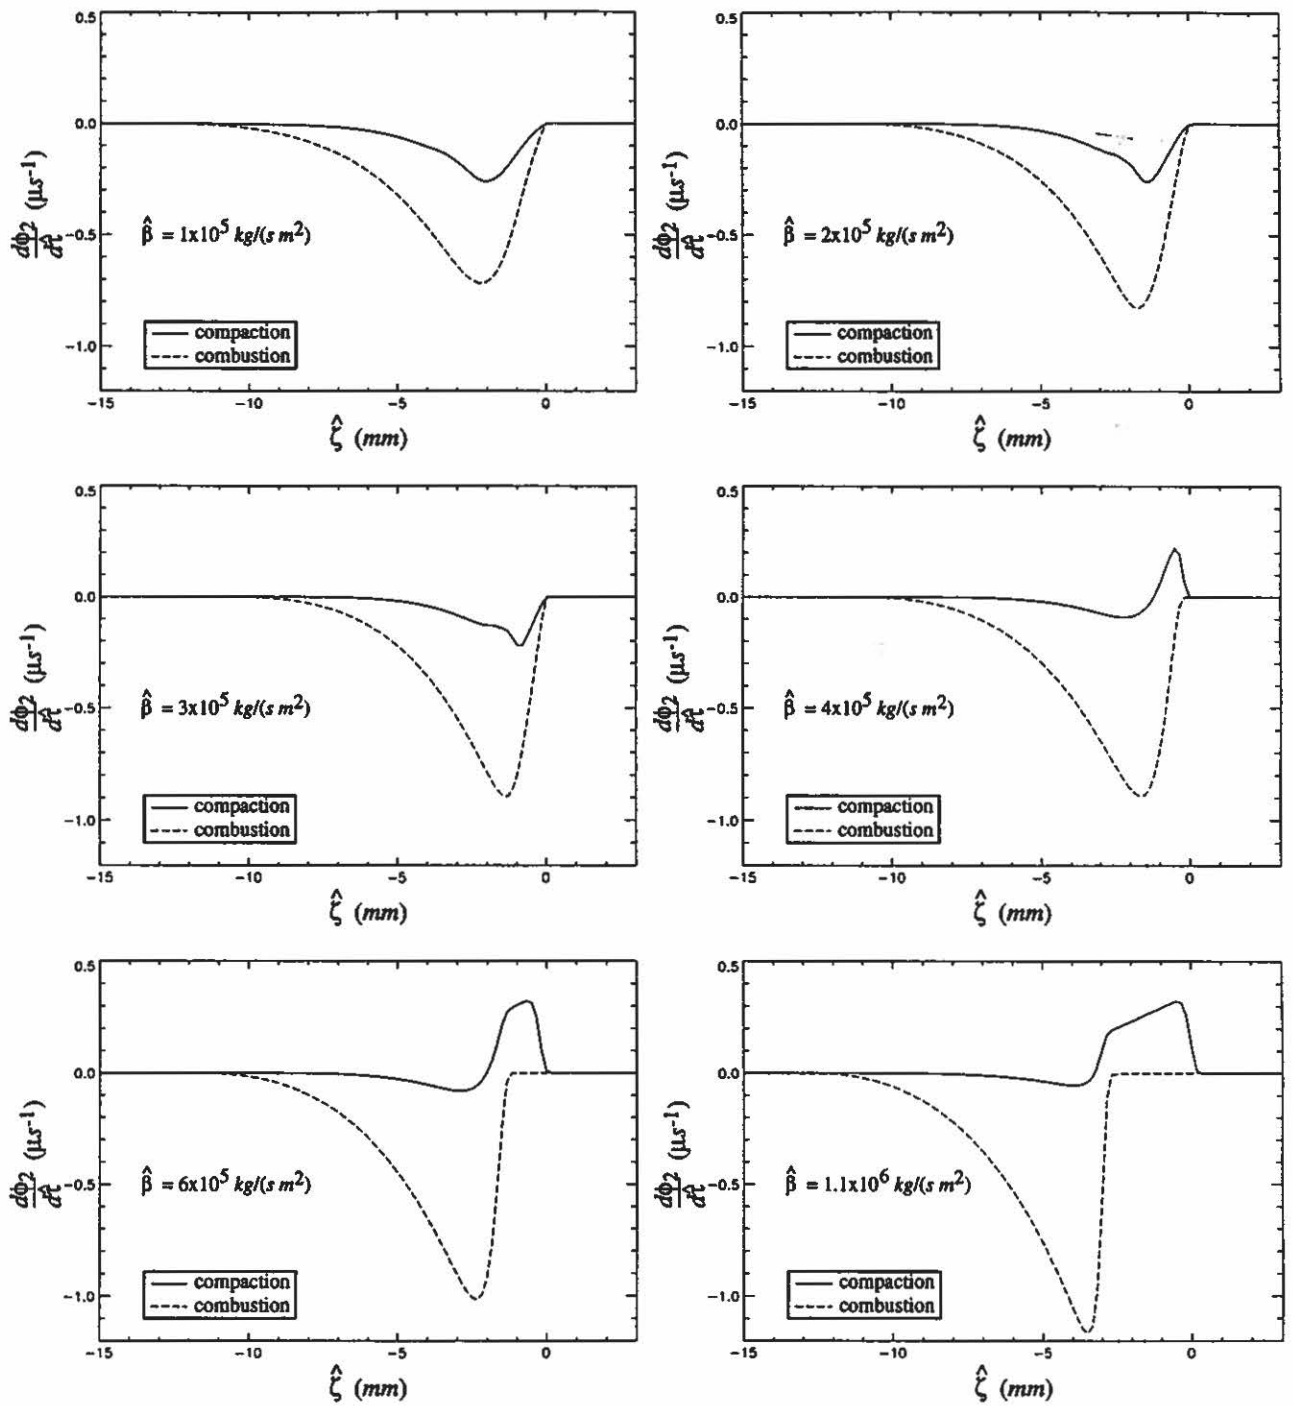 0.5
0.0
-0.5
-1.0
dϕ2/dt̂ (μs-1)
β̂ = 1x10^5 kg/(s m^2)
compaction
combustion
-15 -10 -5 0
ζ̂ (mm)
0.5
0.0
-0.5
-1.0
dϕ2/dt̂ (μs-1)
β̂ = 2x10^5 kg/(s m^2)
compaction
combustion
-15 -10 -5 0
ζ̂ (mm)
0.5
0.0
-0.5
-1.0
dϕ2/dt̂ (μs-1)
β̂ = 3x10^5 kg/(s m^2)
compaction
combustion
-15 -10 -5 0
ζ̂ (mm)
0.5
0.0
-0.5
-1.0
dϕ2/dt̂ (μs-1)
β̂ = 4x10^5 kg/(s m^2)
compaction
combustion
-15 -10 -5 0
ζ̂ (mm)
0.5
0.0
-0.5
-1.0
dϕ2/dt̂ (μs-1)
β̂ = 6x10^5 kg/(s m^2)
compaction
combustion
-15 -10 -5 0
ζ̂ (mm)
0.5
0.0
-0.5
-1.0
dϕ2/dt̂ (μs-1)
β̂ = 1.1x10^6 kg/(s m^2)
compaction
combustion
-15 -10 -5 0
ζ̂ (mm)